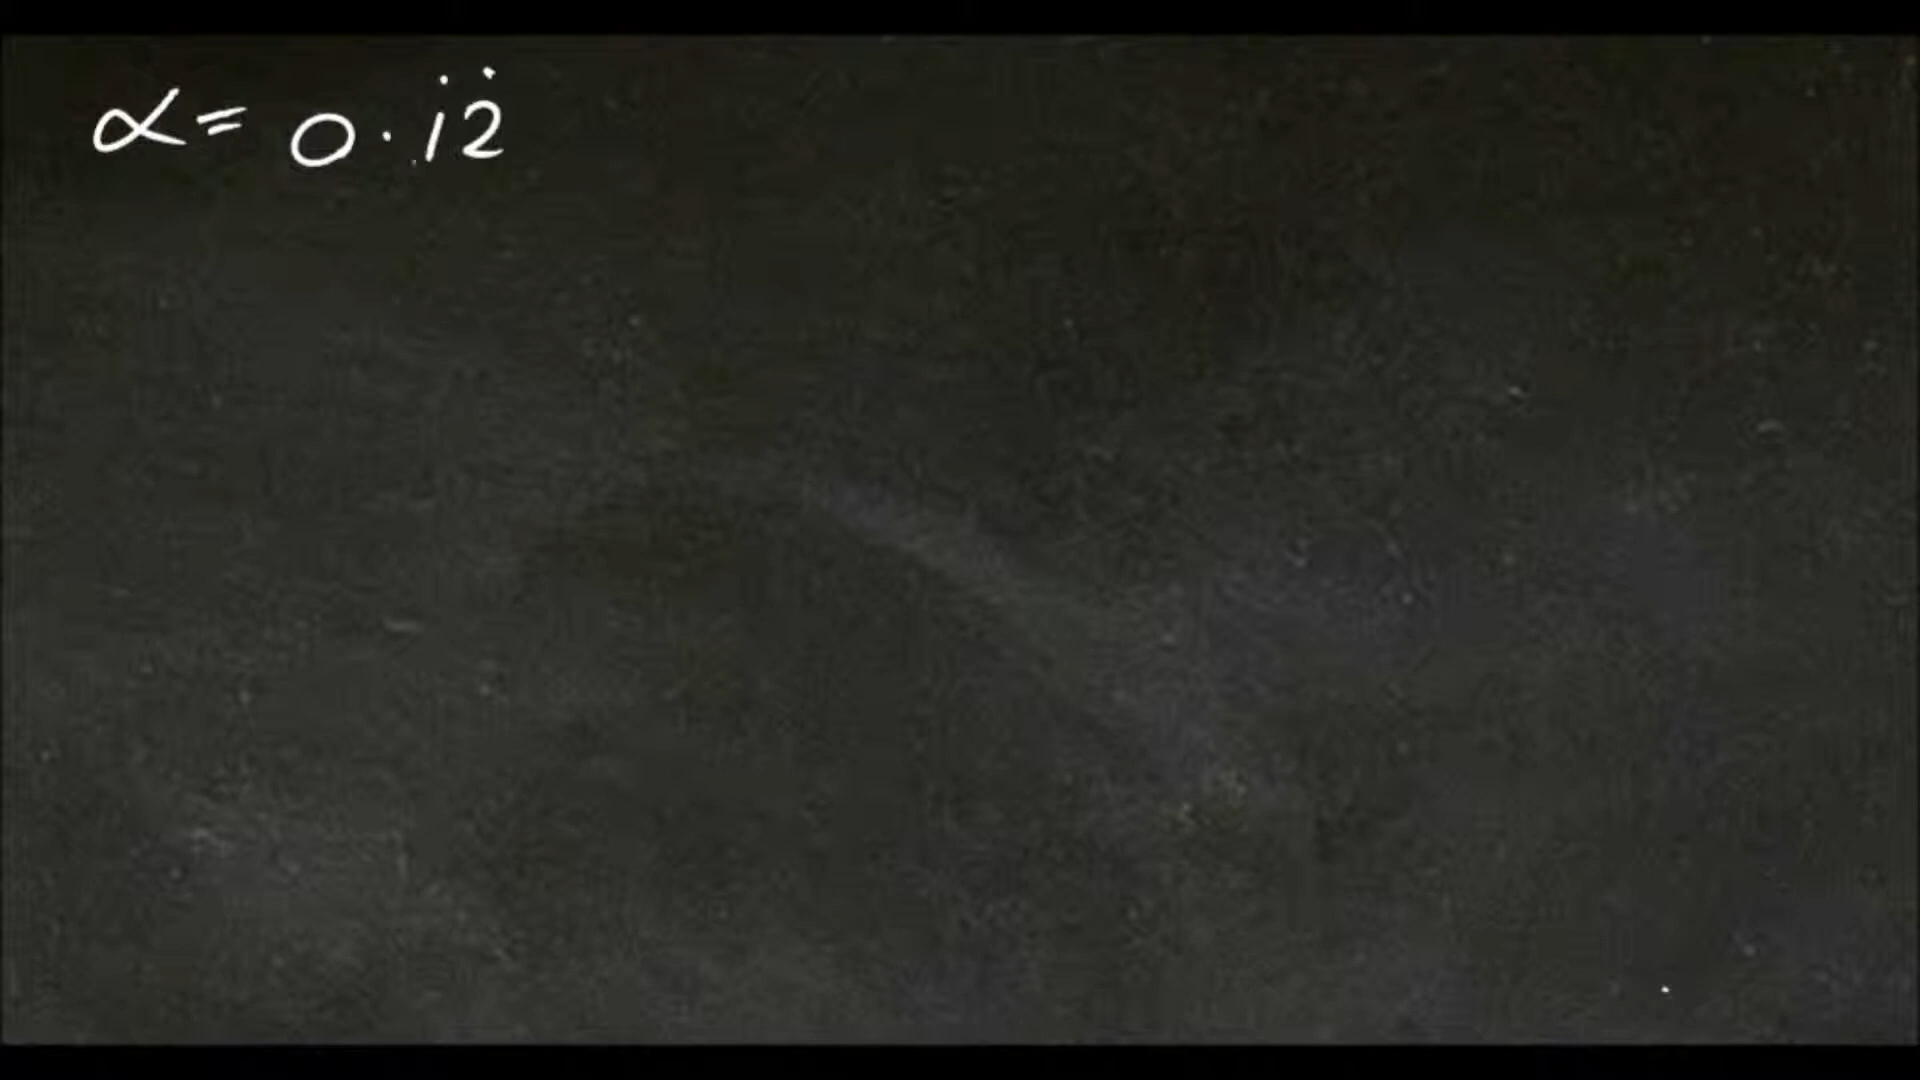 α = 0.1̇2̇